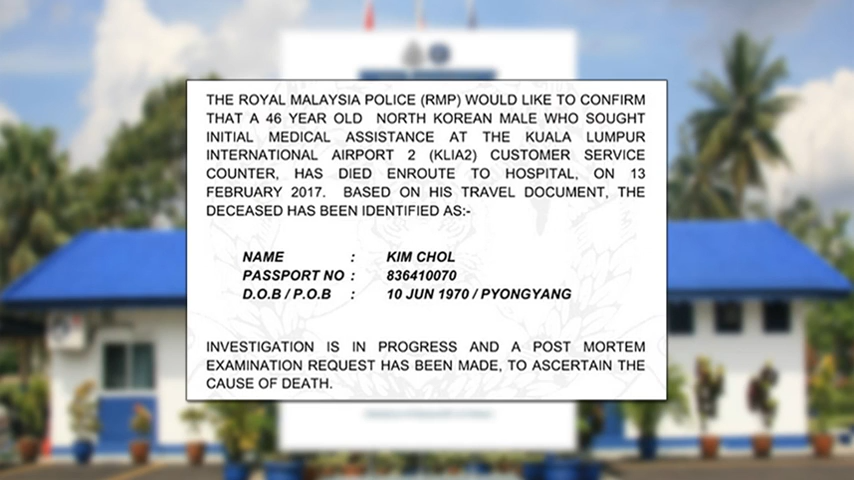 THE ROYAL MALAYSIA POLICE (RMP) WOULD LIKE TO CONFIRM
THAT A 46 YEAR OLD NORTH KOREAN MALE WHO SOUGHT
INITIAL MEDICAL ASSISTANCE AT THE KUALA LUMPUR
INTERNATIONAL AIRPORT 2 (KLIA2) CUSTOMER SERVICE
COUNTER, HAS DIED ENROUTE TO HOSPITAL, ON 13
FEBRUARY 2017. BASED ON HIS TRAVEL DOCUMENT, THE
DECEASED HAS BEEN IDENTIFIED AS:-
NAME : KIM CHOL
PASSPORT NO : 836410070
D.O.B / P.O.B : 10 JUN 1970 / PYONGYANG
INVESTIGATION IS IN PROGRESS AND A POST MORTEM
EXAMINATION REQUEST HAS BEEN MADE, TO ASCERTAIN THE
CAUSE OF DEATH.